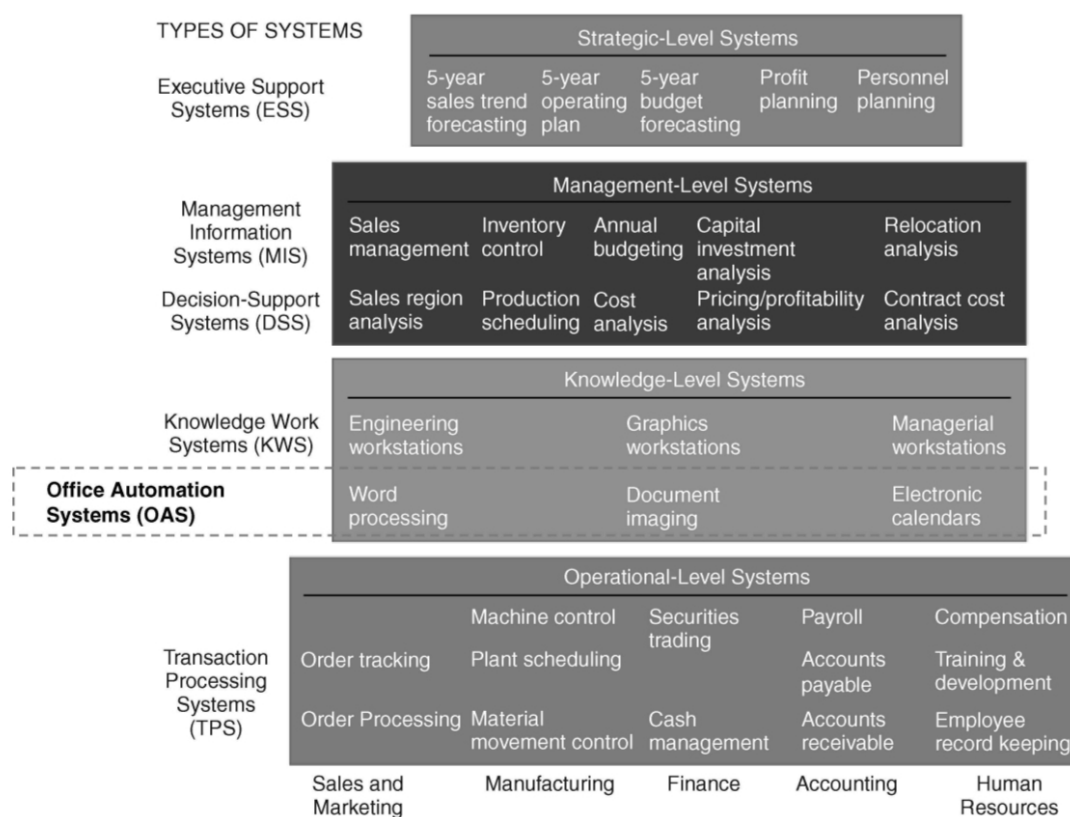 TYPES OF SYSTEMS
Strategic-Level Systems
Executive Support
Systems (ESS)
5-year
sales trend
forecasting
5-year
operating
plan
5-year
budget
forecasting
Profit
planning
Personnel
planning
Management-Level Systems
Management
Information
Systems (MIS)
Sales
management
Inventory
control
Annual
budgeting
Capital
investment
analysis
Relocation
analysis
Decision-Support
Systems (DSS)
Sales region
analysis
Production
scheduling
Cost
analysis
Pricing/profitability
analysis
Contract cost
analysis
Knowledge-Level Systems
Knowledge Work
Systems (KWS)
Engineering
workstations
Graphics
workstations
Managerial
workstations
Office Automation
Systems (OAS)
Word
processing
Document
imaging
Electronic
calendars
Operational-Level Systems
Transaction
Processing
Systems
(TPS)
Machine control
Securities
trading
Payroll
Compensation
Order tracking
Plant scheduling
Accounts
payable
Training &
development
Order Processing
Material
movement control
Cash
management
Accounts
receivable
Employee
record keeping
Sales and
Marketing
Manufacturing
Finance
Accounting
Human
Resources